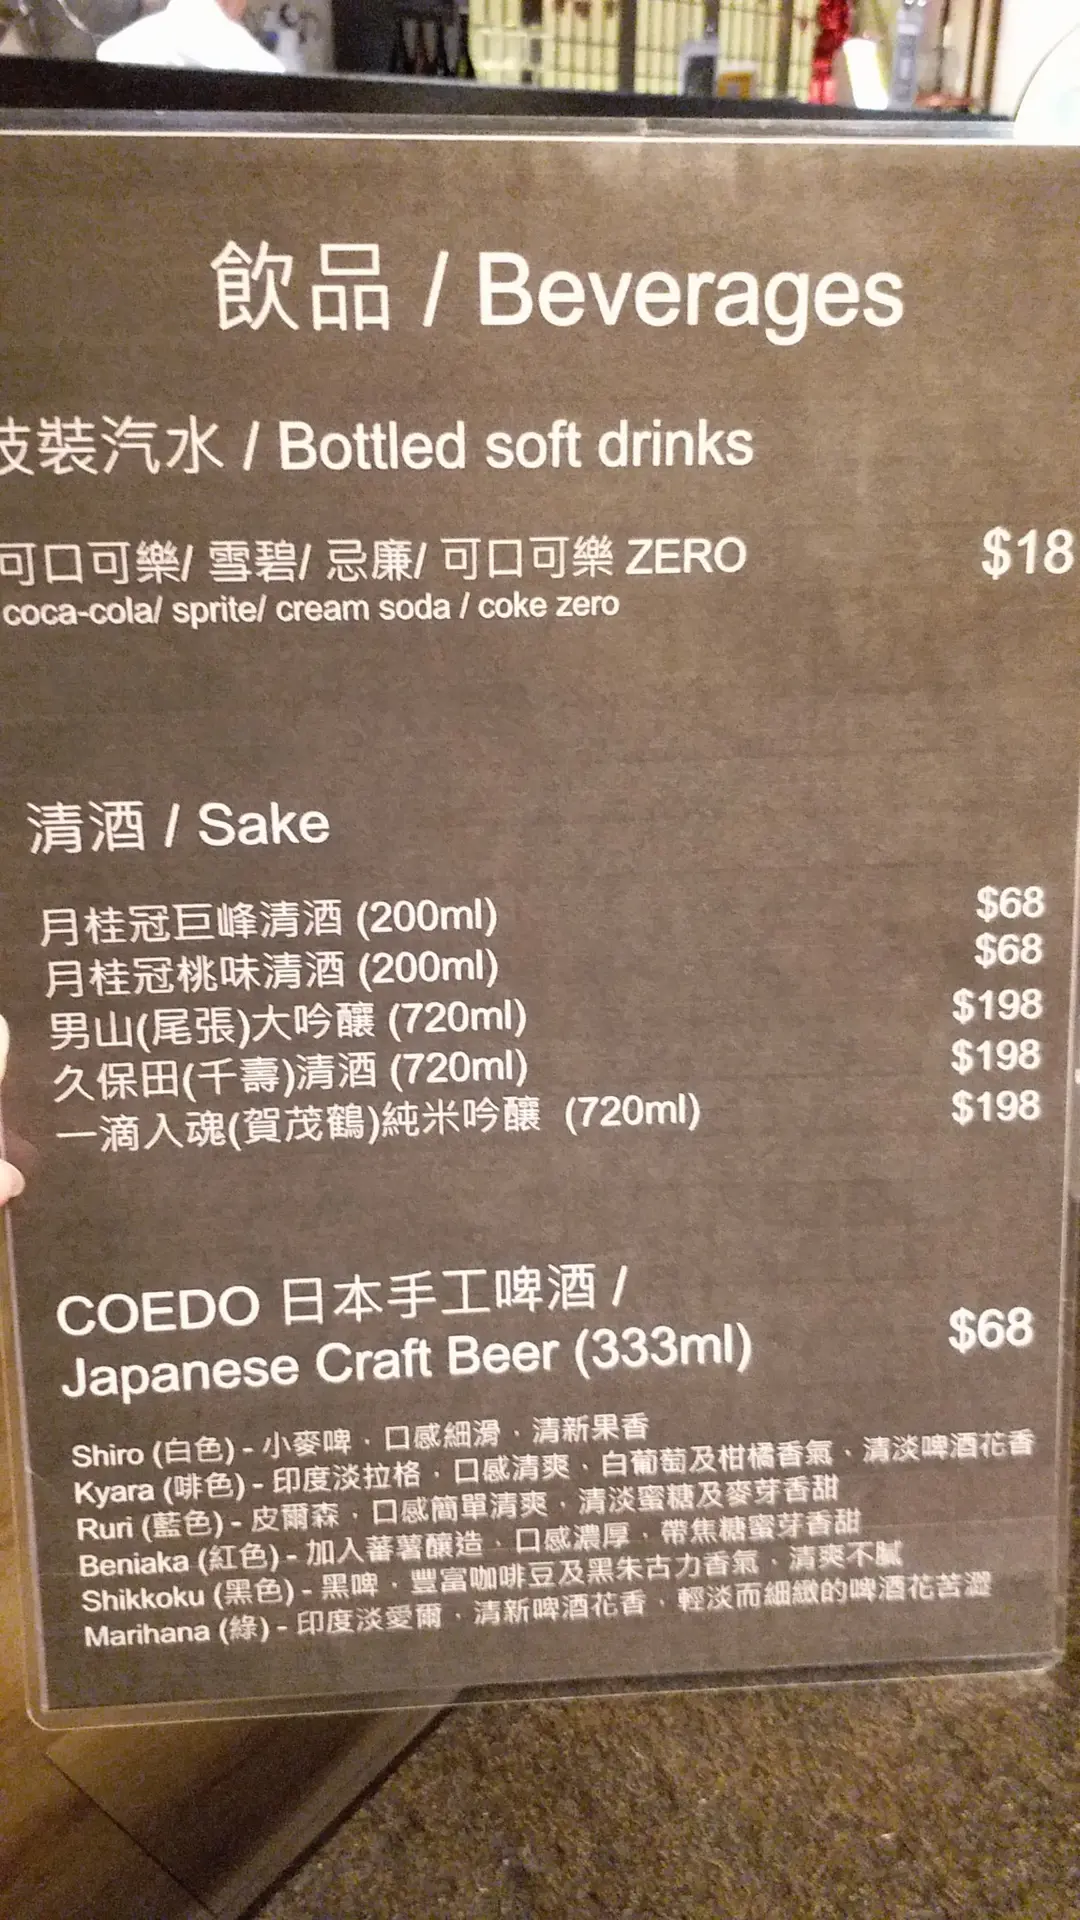 飲品 / Beverages
枝裝汽水 / Bottled soft drinks
可口可樂/ 雪碧/ 忌廉/ 可口可樂 ZERO $18
coca-cola/ sprite/ cream soda / coke zero
清酒 / Sake
月桂冠巨峰清酒 (200ml) $68
月桂冠桃味清酒 (200ml) $68
男山(尾張)大吟釀 (720ml) $198
久保田(千壽)清酒 (720ml) $198
一滴入魂(賀茂鶴)純米吟釀 (720ml) $198
COEDO 日本手工啤酒 /
Japanese Craft Beer (333ml) $68
Shiro (白色) - 小麥啤﹐口感細滑﹐清新果香
Kyara (啡色) - 印度淡拉格﹐口感清爽﹐白葡萄及柑橘香氣﹑清淡啤酒花香
Ruri (藍色) - 皮爾森﹐口感簡單清爽﹐清淡蜜糖及麥芽香甜
Beniaka (紅色) - 加入蕃薯釀造﹐口感濃厚﹐帶焦糖蜜芽香甜
Shikkoku (黑色) - 黑啤﹐豐富咖啡豆及黑朱古力香氣﹐清爽不膩
Marihana (綠) - 印度淡愛爾﹐清新啤酒花香﹐輕淡而細緻的啤酒花苦澀